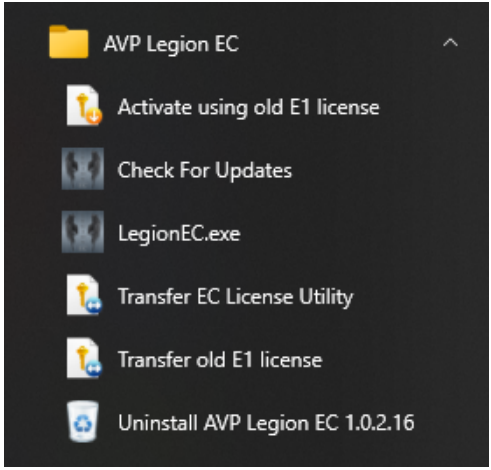 AVP Legion EC
Activate using old E1 license
Check For Updates
LegionEC.exe
Transfer EC License Utility
Transfer old E1 license
Uninstall AVP Legion EC 1.0.2.16